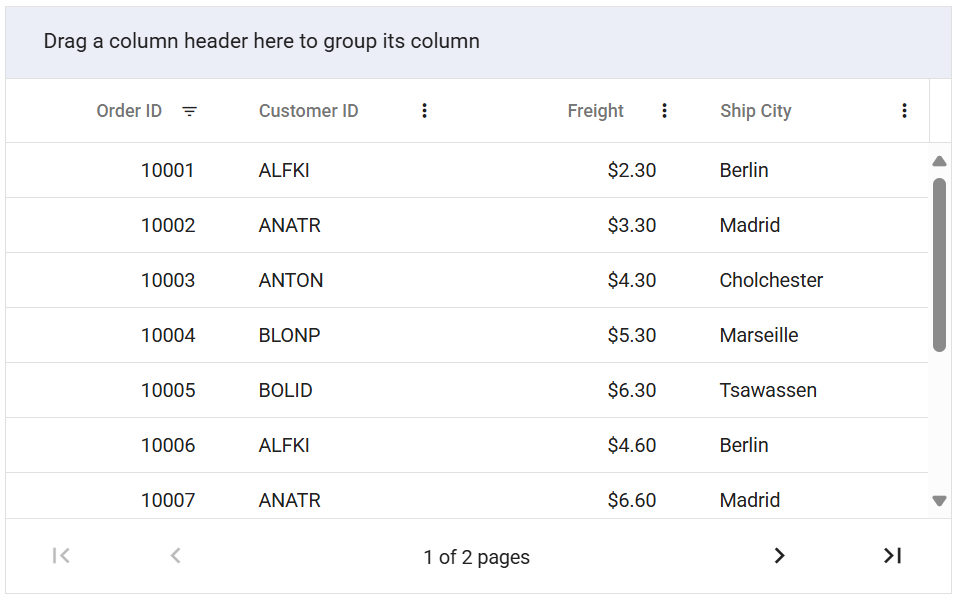 Drag a column header here to group its column
Order ID Customer ID Freight Ship City
10001 ALFKI $2.30 Berlin
10002 ANATR $3.30 Madrid
10003 ANTON $4.30 Cholchester
10004 BLONP $5.30 Marseille
10005 BOLID $6.30 Tsawassen
10006 ALFKI $4.60 Berlin
10007 ANATR $6.60 Madrid
1 of 2 pages